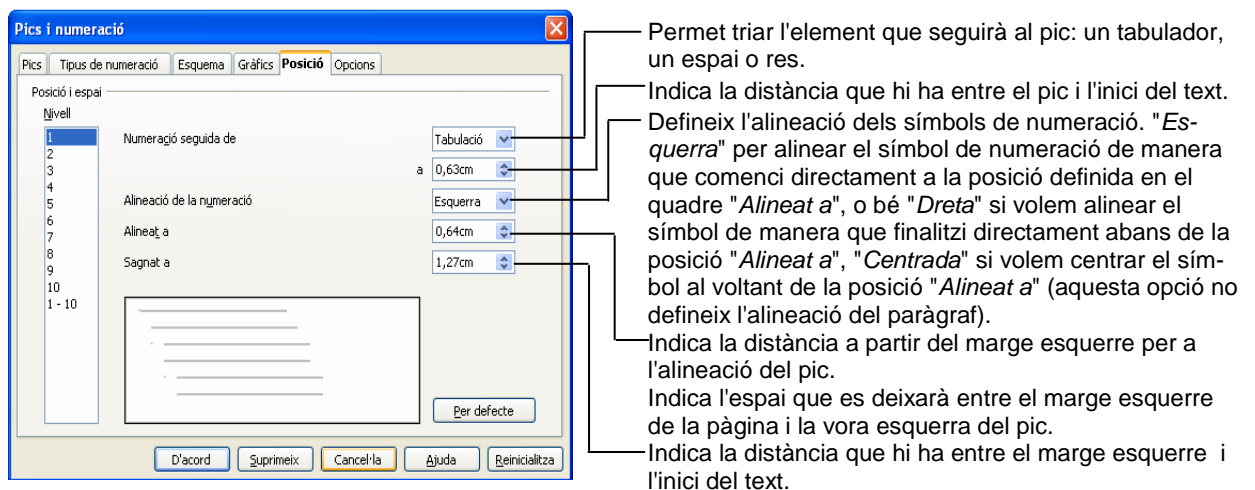 Pics i numeració
Pics Tipus de numeració Esquema Gràfics Posició Opcions
Posició i espai
Nivell
1
2
3
4
5
6
7
8
9
10
1 - 10
Numeració seguida de
Tabulació
a 0,63cm
Alineació de la numeració
Esquerra
Alineat a
0,64cm
Sagnat a
1,27cm
Per defecte
D'acord Suprimeix Cancel·la Ajuda Reinicialitza
Permet triar l'element que seguirà al pic: un tabulador,
un espai o res.
Indica la distància que hi ha entre el pic i l'inici del text.
Defineix l'alineació dels símbols de numeració. "Es-
querra" per alinear el símbol de numeració de manera
que comenci directament a la posició definida en el
quadre "Alineat a", o bé "Dreta" si volem alinear el
símbol de manera que finalitzi directament abans de la
posició "Alineat a", "Centrada" si volem centrar el sím-
bol al voltant de la posició "Alineat a" (aquesta opció no
defineix l'alineació del paràgraf).
Indica la distància a partir del marge esquerre per a
l'alineació del pic.
Indica l'espai que es deixarà entre el marge esquerre
de la pàgina i la vora esquerra del pic.
Indica la distància que hi ha entre el marge esquerre i
l'inici del text.